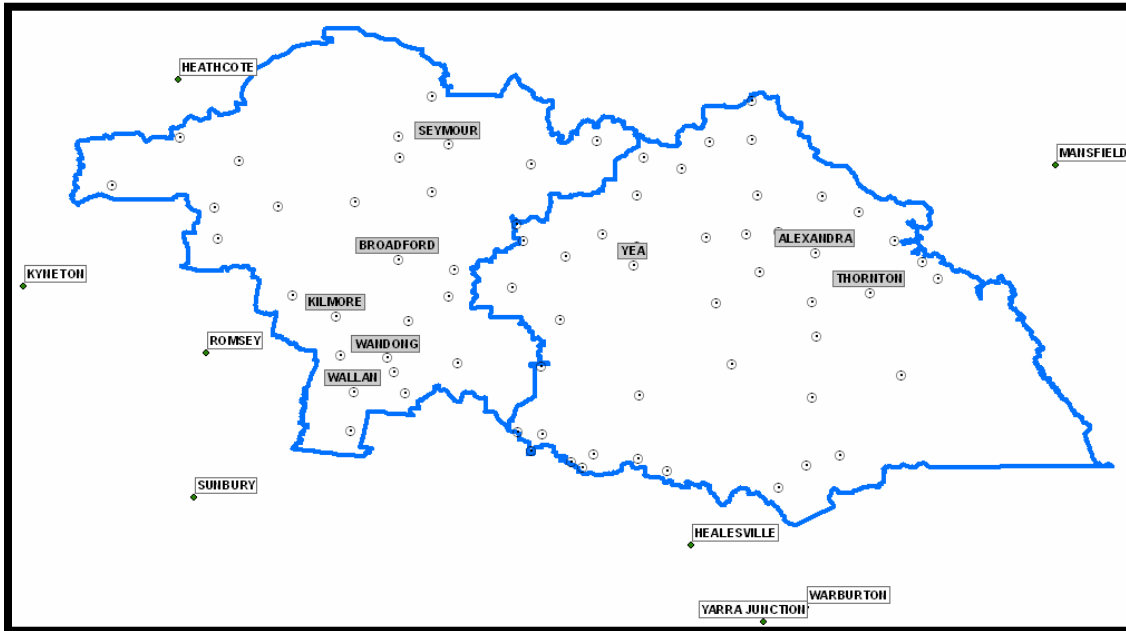 HEATHCOTE
SEYMOUR
MANSFIELD
BROADFORD
YEA
ALEXANDRA
KYNETON
THORNTON
KILMORE
ROMSEY
WANDONG
WALLAN
SUNBURY
HEALESVILLE
WARBURTON
YARRA JUNCTION